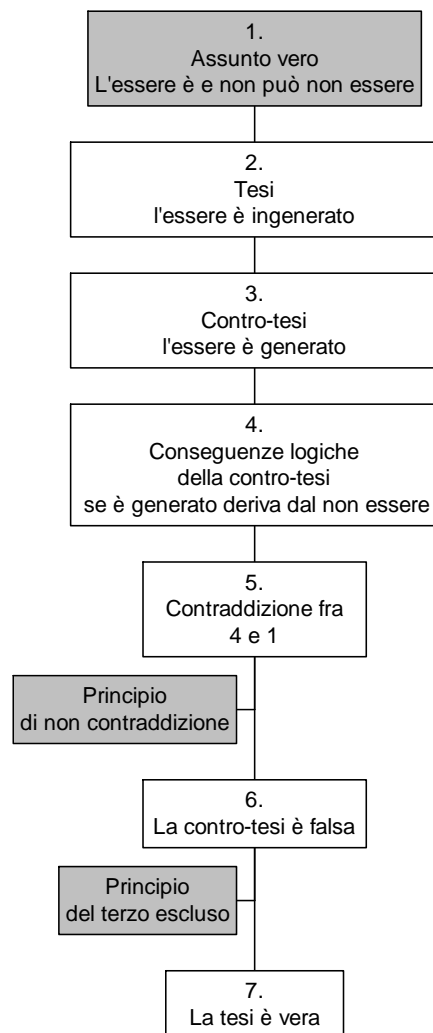 1.
Assunto vero
L'essere è e non può non essere
2.
Tesi
l'essere è ingenerato
3.
Contro-tesi
l'essere è generato
4.
Conseguenze logiche
della contro-tesi
se è generato deriva dal non essere
5.
Contraddizione fra
4 e 1
Principio
di non contraddizione
6.
La contro-tesi è falsa
Principio
del terzo escluso
7.
La tesi è vera